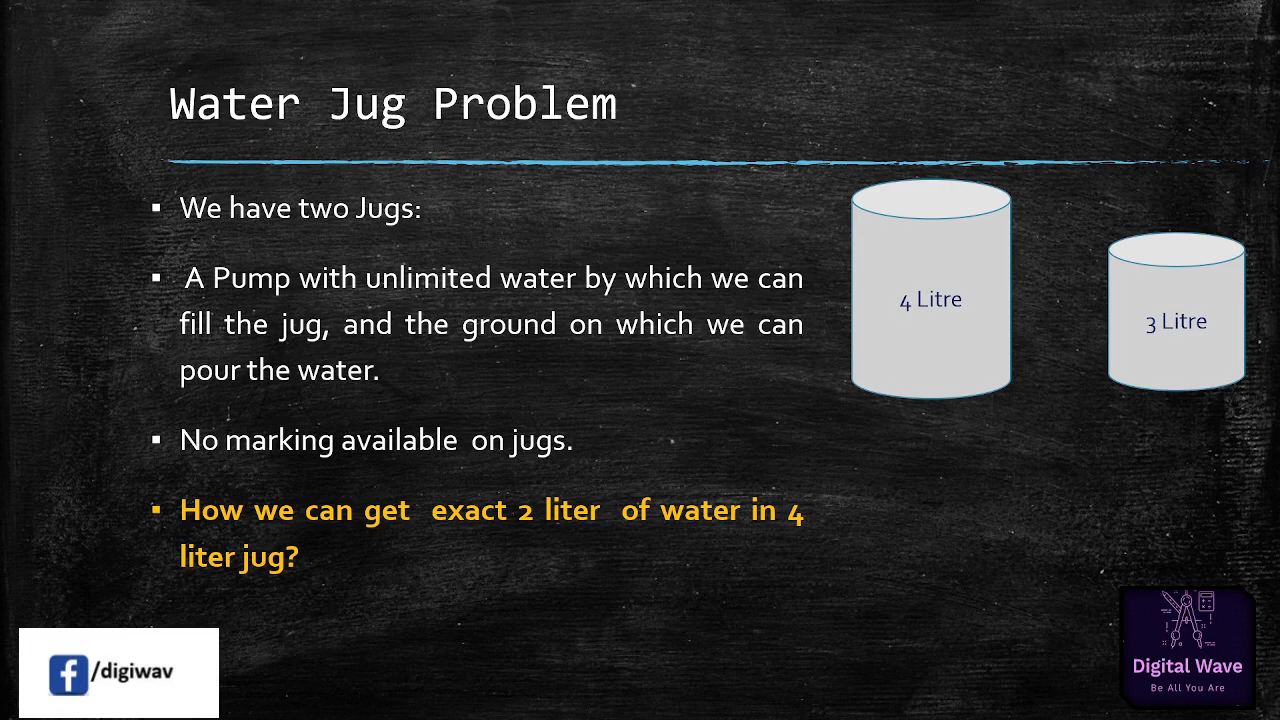 Water Jug Problem
▪ We have two Jugs:
▪ A Pump with unlimited water by which we can
fill the jug, and the ground on which we can
pour the water.
▪ No marking available on jugs.
▪ How we can get exact 2 liter of water in 4
liter jug?
4 Litre
3 Litre
f/digiwav
Digital Wave
Be All You Are